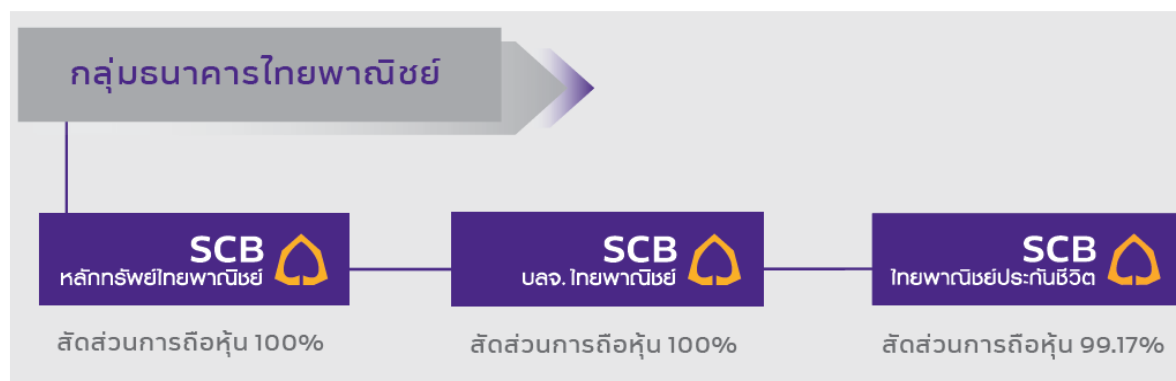 กลุ่มธนาคารไทยพาณิชย์
SCB
หลักทรัพย์ไทยพาณิชย์
สัดส่วนการถือหุ้น 100%
SCB
บลจ. ไทยพาณิชย์
สัดส่วนการถือหุ้น 100%
SCB
ไทยพาณิชย์ประกันชีวิต
สัดส่วนการถือหุ้น 99.17%